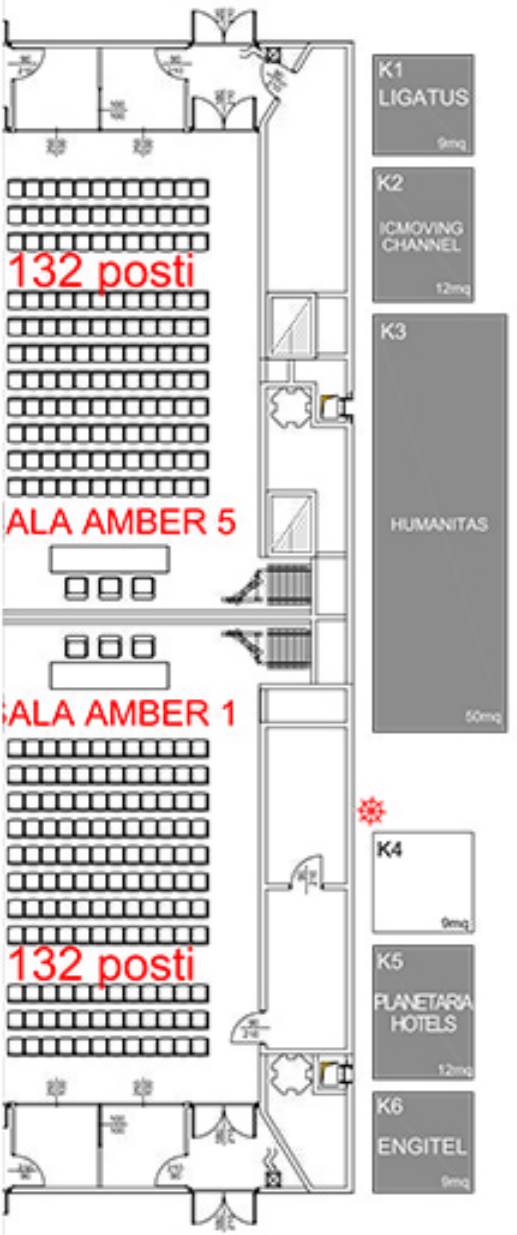 K1
LIGATUS
9mq
K2
ICMOVING
CHANNEL
12mq
132 posti
K3
HUMANITAS
50mq
ALA AMBER 5
ALA AMBER 1
K4
9mq
132 posti
K5
PLANETARIA
HOTELS
12mq
K6
ENGITEL
9mq